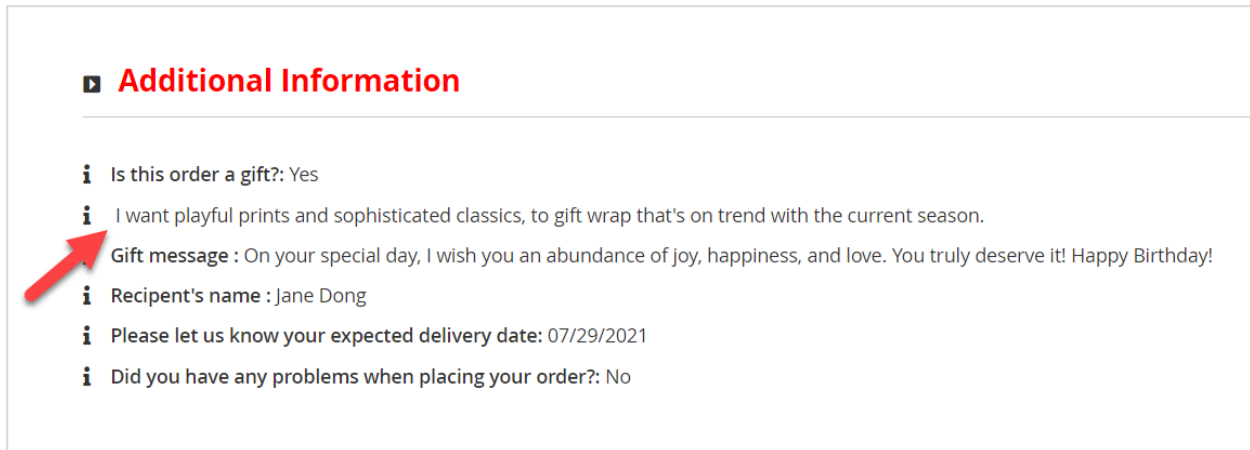 Additional Information
Is this order a gift?: Yes
I want playful prints and sophisticated classics, to gift wrap that's on trend with the current season.
Gift message : On your special day, I wish you an abundance of joy, happiness, and love. You truly deserve it! Happy Birthday!
Recipent's name : Jane Dong
Please let us know your expected delivery date: 07/29/2021
Did you have any problems when placing your order?: No